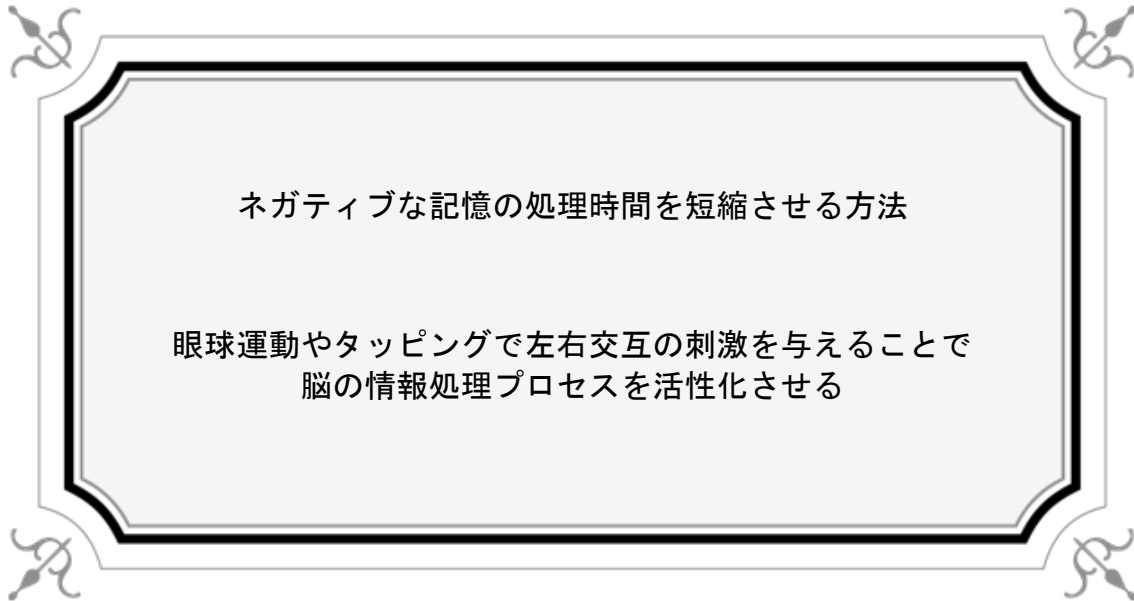 ネガティブな記憶の処理時間を短縮させる方法
眼球運動やタッピングで左右交互の刺激を与えることで
脳の情報処理プロセスを活性化させる